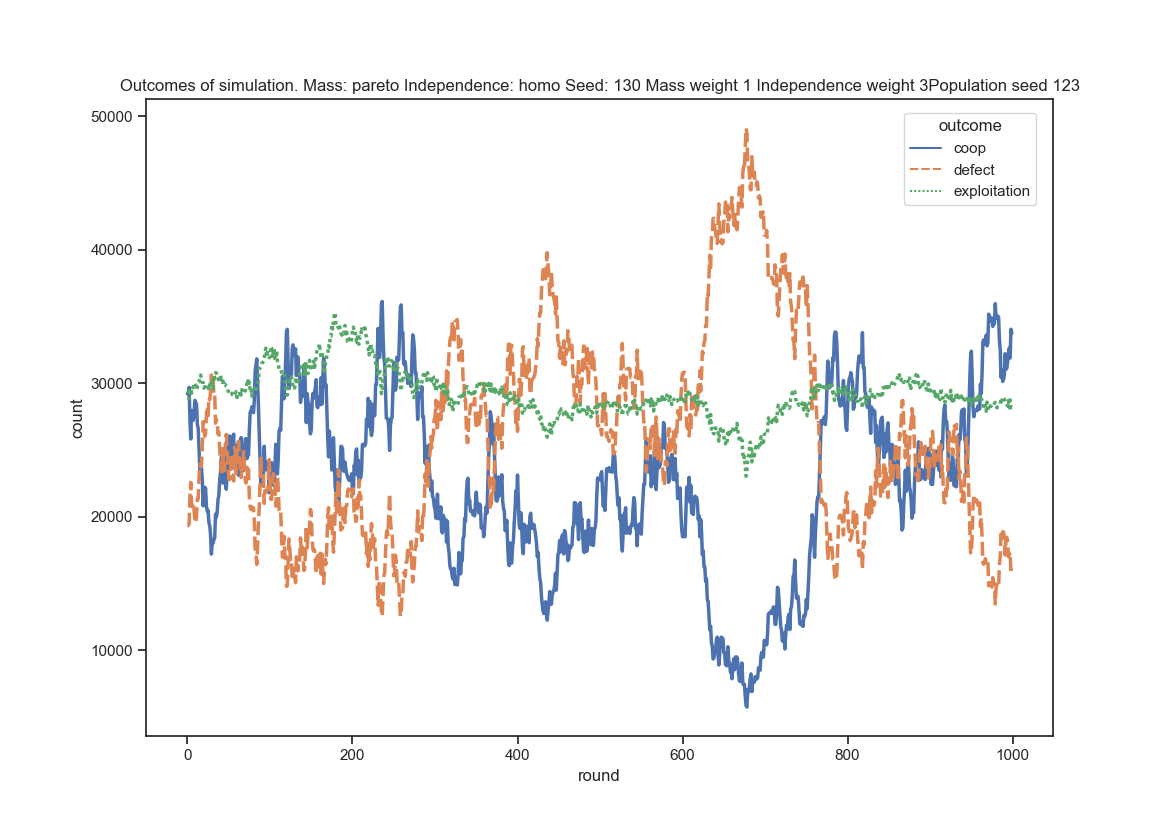 Outcomes of simulation. Mass: pareto Independence: homo Seed: 130 Mass weight 1 Independence weight 3Population seed 123
50000
40000
30000
20000
10000
count
outcome
coop
defect
exploitation
0 200 400 600 800 1000
round